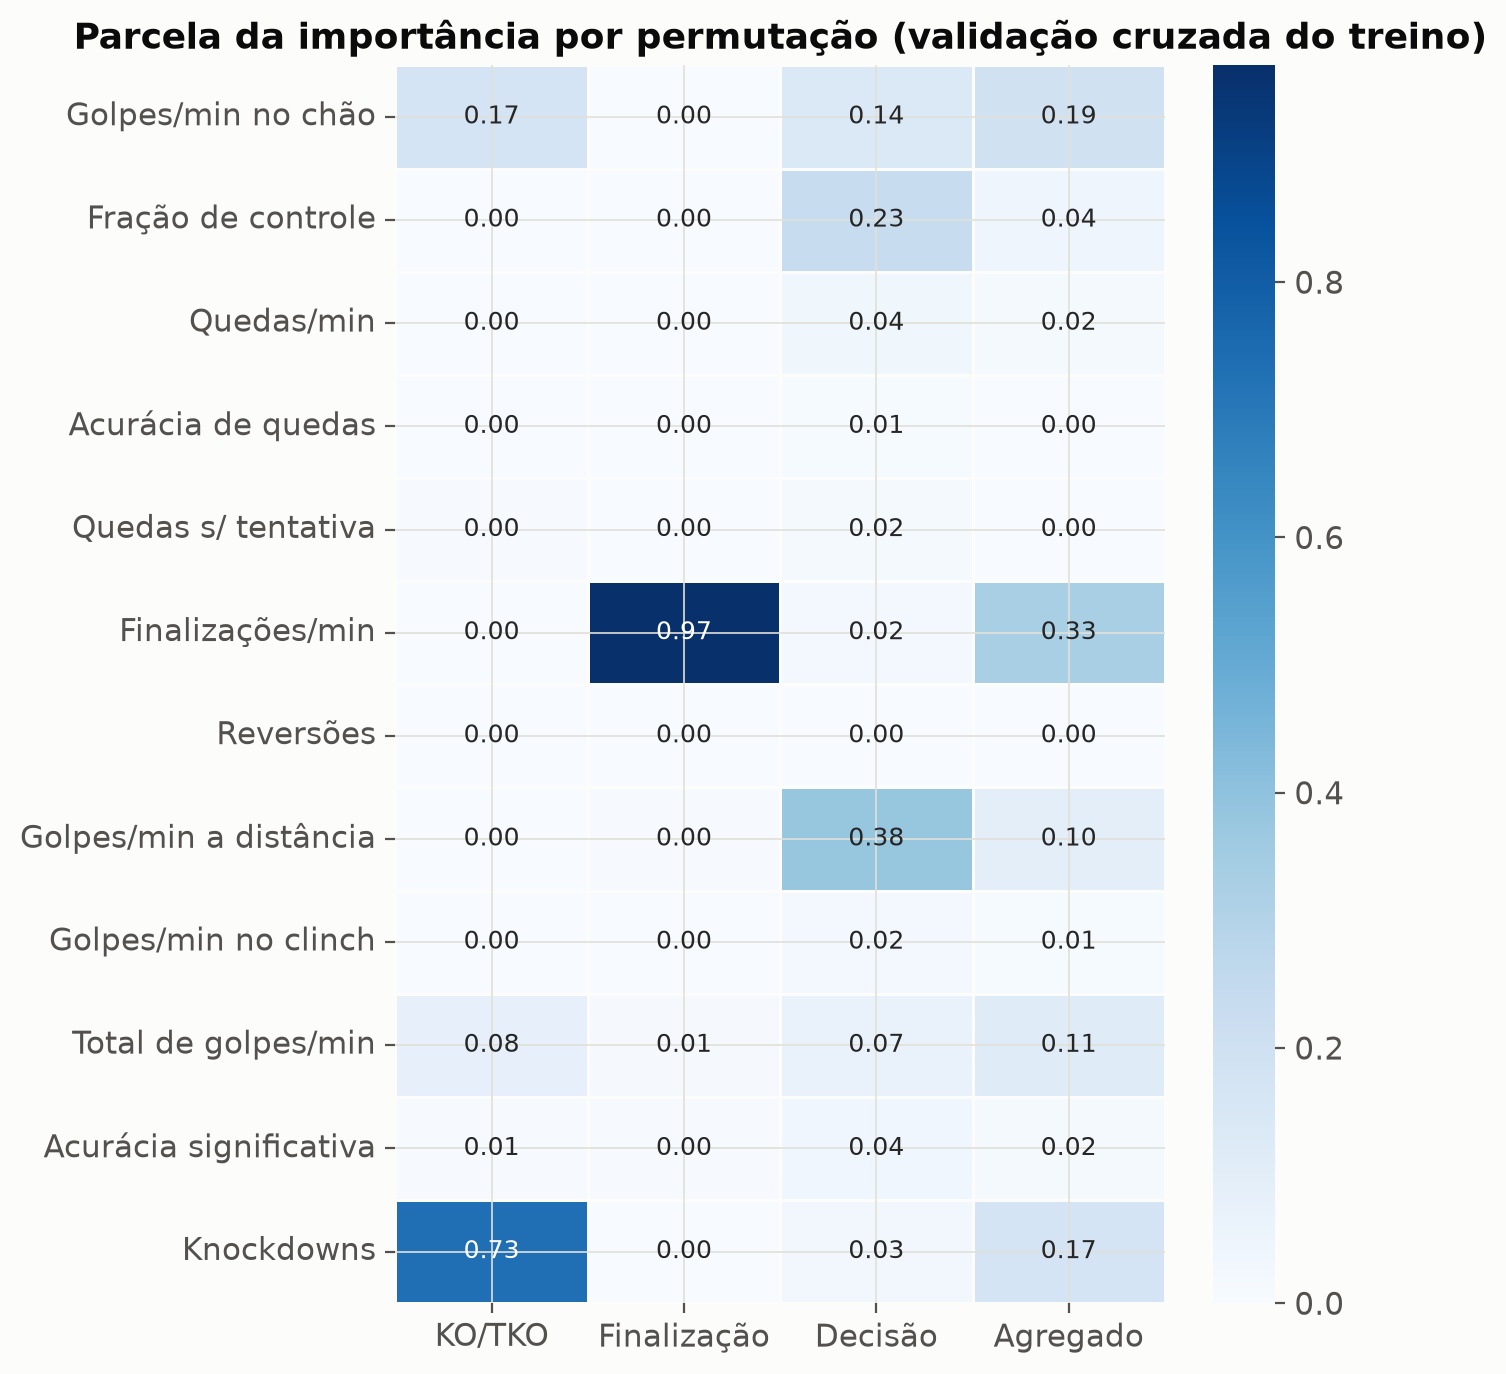 Parcela da importância por permutação (validação cruzada do treino)
Golpes/min no chão 0.17 0.00 0.14 0.19
Fração de controle 0.00 0.00 0.23 0.04
Quedas/min 0.00 0.00 0.04 0.02
Acurácia de quedas 0.00 0.00 0.01 0.00
Quedas s/ tentativa 0.00 0.00 0.02 0.00
Finalizações/min 0.00 0.97 0.02 0.33
Reversões 0.00 0.00 0.00 0.00
Golpes/min a distância 0.00 0.00 0.38 0.10
Golpes/min no clinch 0.00 0.00 0.02 0.01
Total de golpes/min 0.08 0.01 0.07 0.11
Acurácia significativa 0.01 0.00 0.04 0.02
Knockdowns 0.73 0.00 0.03 0.17
KO/TKO Finalização Decisão Agregado
0.8
0.6
0.4
0.2
0.0